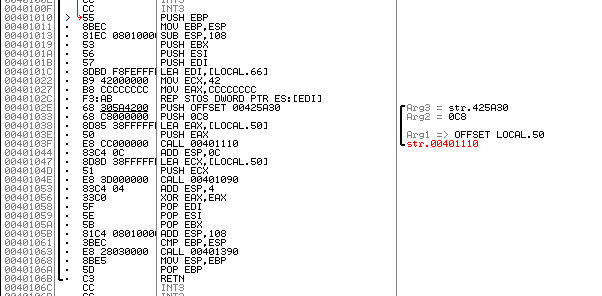 CC INT3
0040100F CC INT3
00401010 > 55 PUSH EBP
00401011 . 8BEC MOV EBP,ESP
00401013 . 81EC 08010000 SUB ESP,108
00401019 . 53 PUSH EBX
0040101A . 56 PUSH ESI
0040101B . 57 PUSH EDI
0040101C . 8DBD F8FEFFFF LEA EDI,[LOCAL.66]
00401022 . B9 42000000 MOV ECX,42
00401027 . B8 CCCCCCCC MOV EAX,CCCCCCCC
0040102C . F3:AB REP STOS DWORD PTR ES:[EDI]
0040102E . 68 305A4200 PUSH OFFSET 00425A30 Arg3 = str.425A30
00401033 . 68 C8000000 PUSH 0C8 Arg2 = 0C8
00401038 . 8D85 38FFFFFF LEA EAX,[LOCAL.50]
0040103E . 50 PUSH EAX Arg1 => OFFSET LOCAL.50
0040103F . E8 CC000000 CALL 00401110 str.00401110
00401044 . 83C4 0C ADD ESP,0C
00401047 . 8D8D 38FFFFFF LEA ECX,[LOCAL.50]
0040104D . 51 PUSH ECX
0040104E . E8 3D000000 CALL 00401090
00401053 . 83C4 04 ADD ESP,4
00401056 . 33C0 XOR EAX,EAX
00401058 . 5F POP EDI
00401059 . 5E POP ESI
0040105A . 5B POP EBX
0040105B . 81C4 08010000 ADD ESP,108
00401061 . 3BEC CMP EBP,ESP
00401063 . E8 28030000 CALL 00401390
00401068 . 8BE5 MOV ESP,EBP
0040106A . 5D POP EBP
0040106B . C3 RETN
0040106C CC INT3
CC INT3